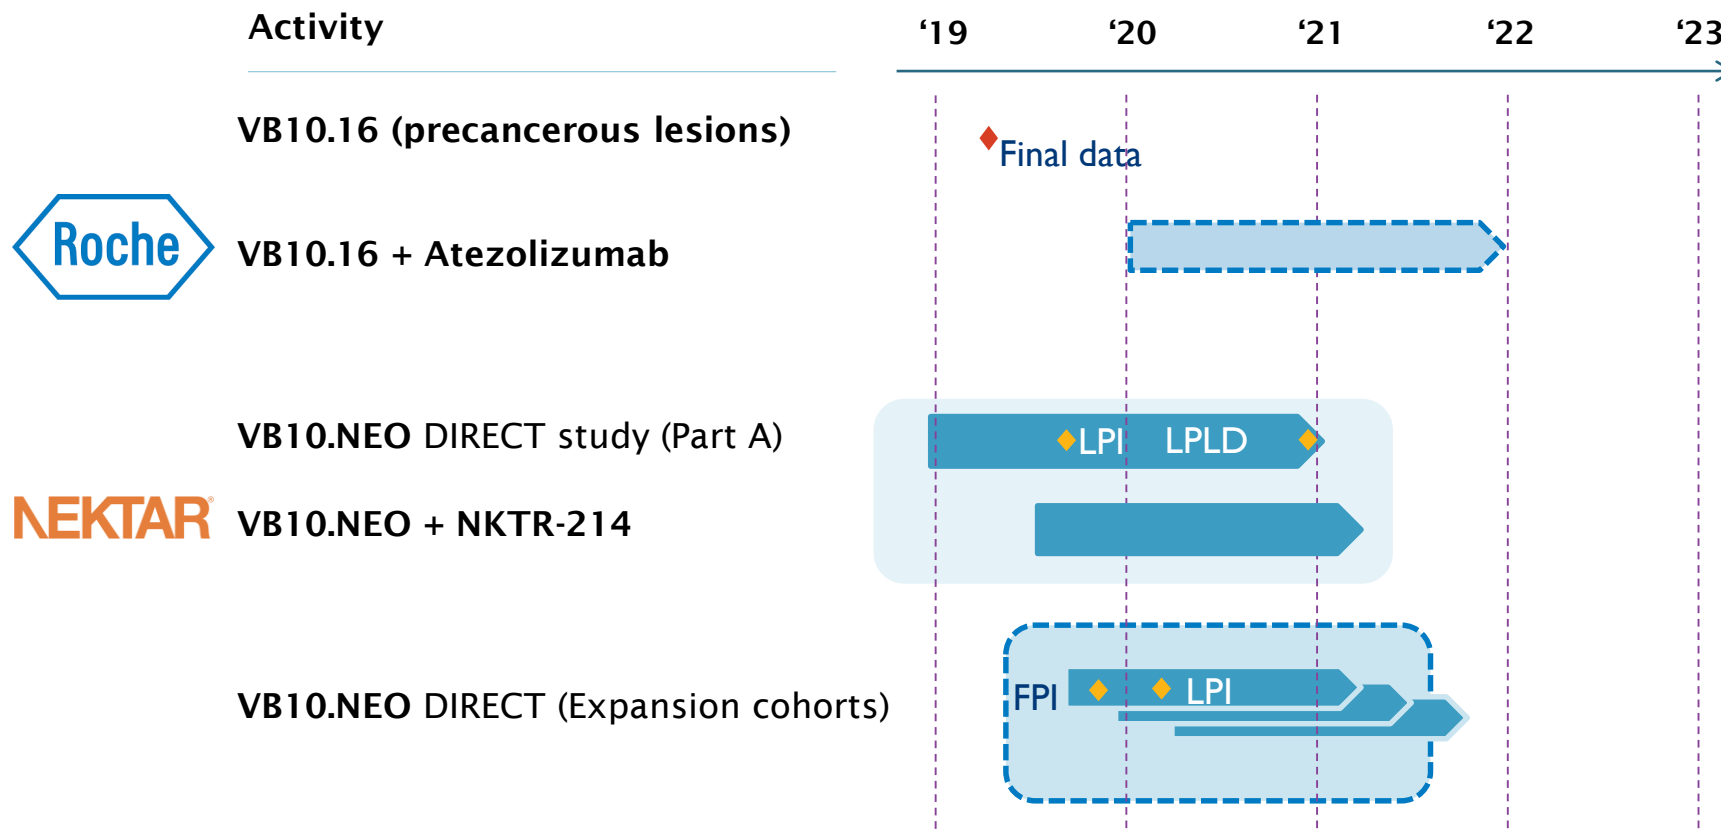 Activity ‘19 ‘20 ‘21 ‘22 ‘23
VB10.16 (precancerous lesions)
Final data
Roche
VB10.16 + Atezolizumab
VB10.NEO DIRECT study (Part A)
LPI LPLD
NEKTAR®
VB10.NEO + NKTR-214
VB10.NEO DIRECT (Expansion cohorts)
FPI LPI